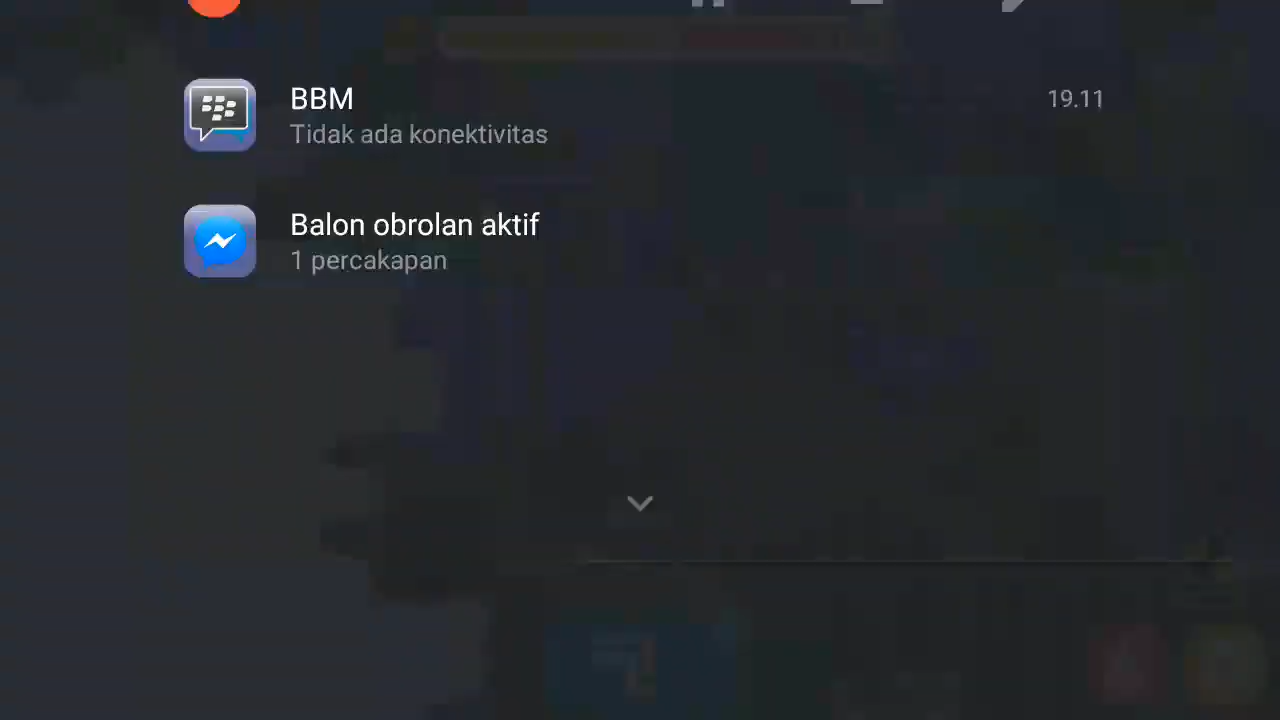 BBM
19.11
Tidak ada konektivitas
Balon obrolan aktif
1 percakapan